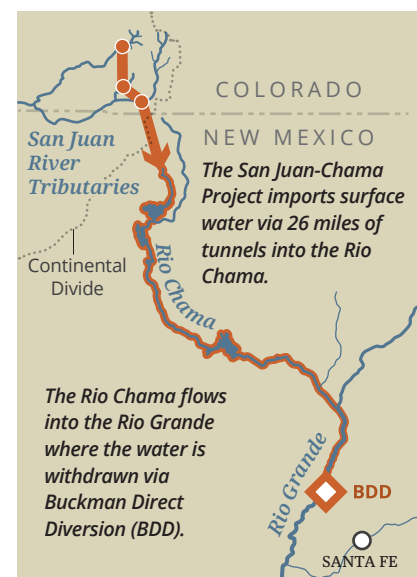 COLORADO
NEW MEXICO
San Juan
River
Tributaries
The San Juan-Chama
Project imports surface
water via 26 miles of
tunnels into the Rio
Chama.
Continental
Divide
Rio Chama
The Rio Chama flows
into the Rio Grande
where the water is
withdrawn via
Buckman Direct
Diversion (BDD).
Rio Grande
BDD
SANTA FE